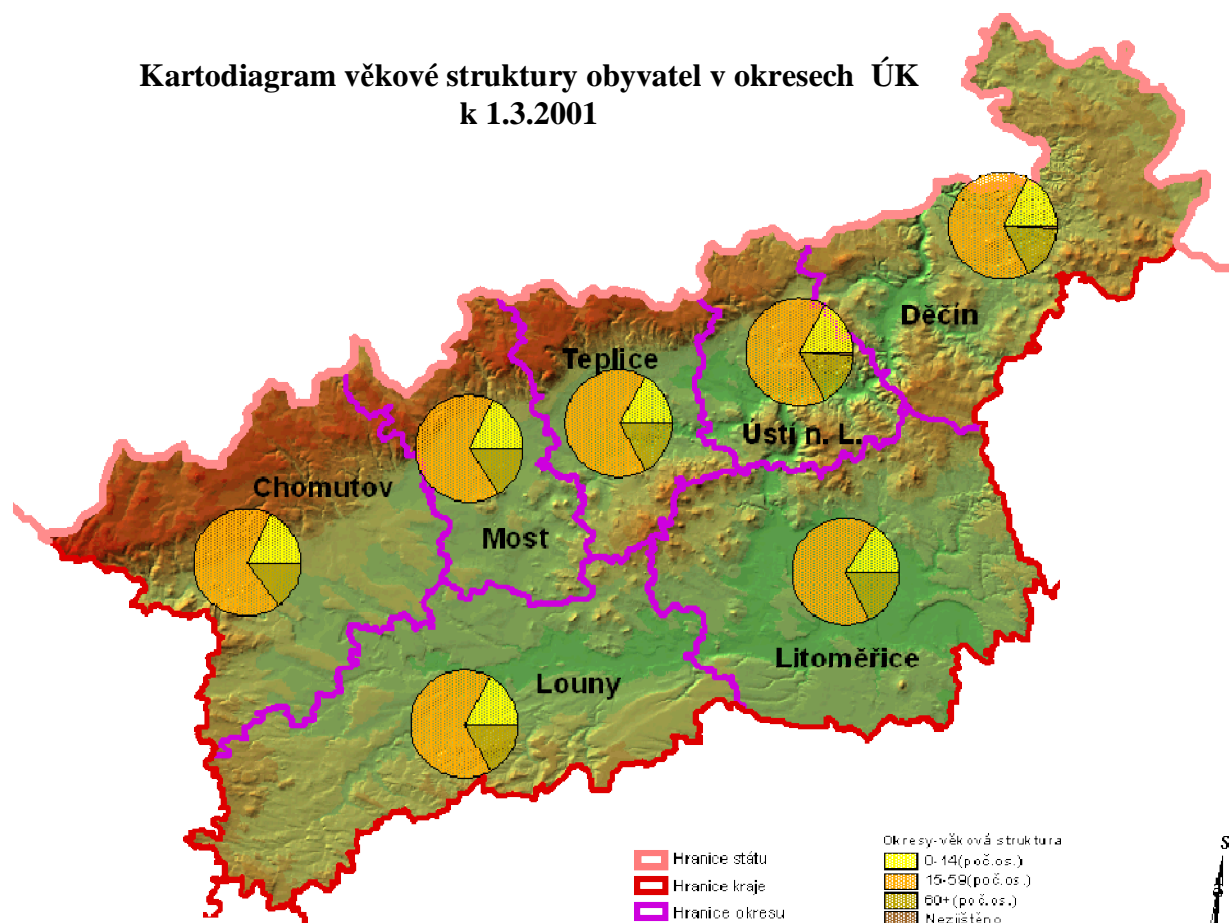 Kartodiagram věkové struktury obyvatel v okresech ÚK
k 1.3.2001
Děčín
Teplice
Ústí n. L.
Chomutov
Most
Litoměřice
Louny
Okresy-věková struktura
Hranice státu
0-14(poč.os.)
Hranice kraje
15-59(poč.os.)
60+(poč.os.)
Hranice okresu
Nezjištěno
S